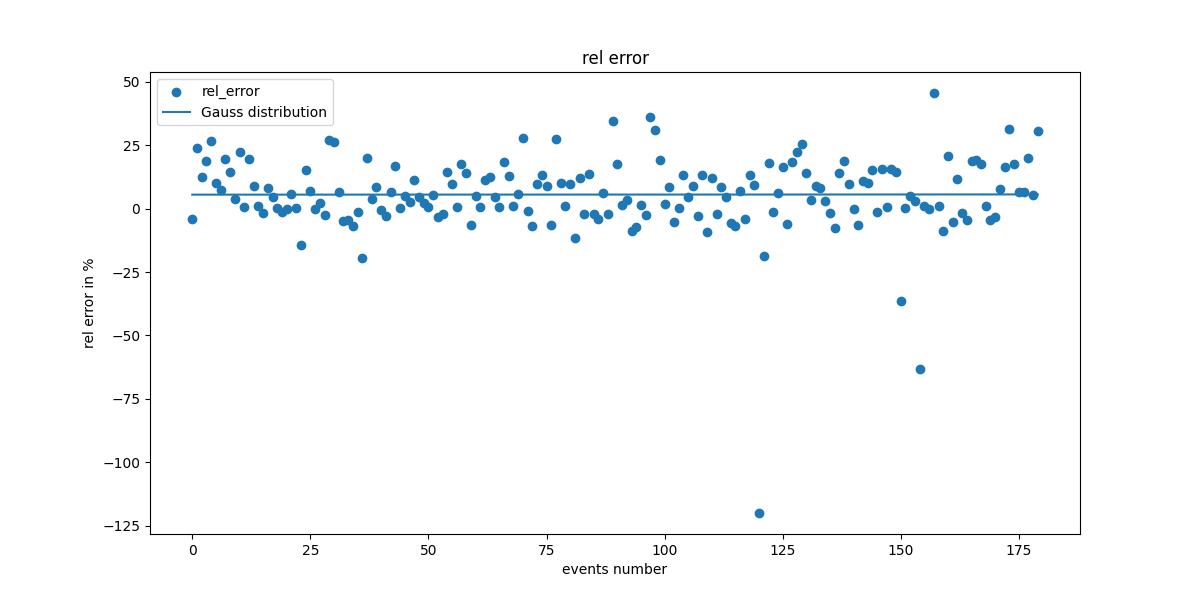 rel error
rel_error
Gauss distribution
50
25
0
−25
−50
−75
−100
−125
rel error in %
0 25 50 75 100 125 150 175
events number